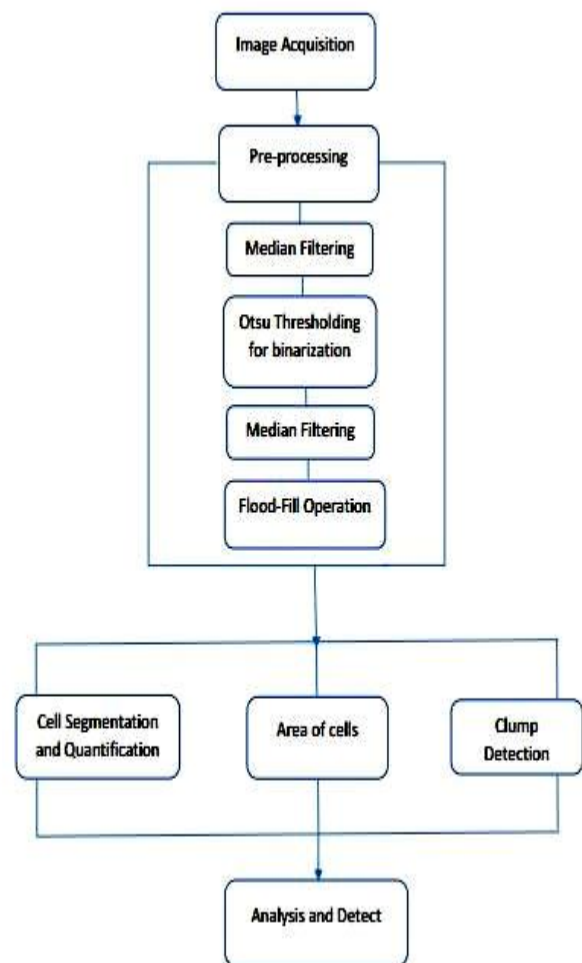 Image Acquisition
Pre-processing
Median Filtering
Otsu Thresholding
for binarization
Median Filtering
Flood-Fill Operation
Cell Segmentation
and Quantification
Area of cells
Clump
Detection
Analysis and Detect